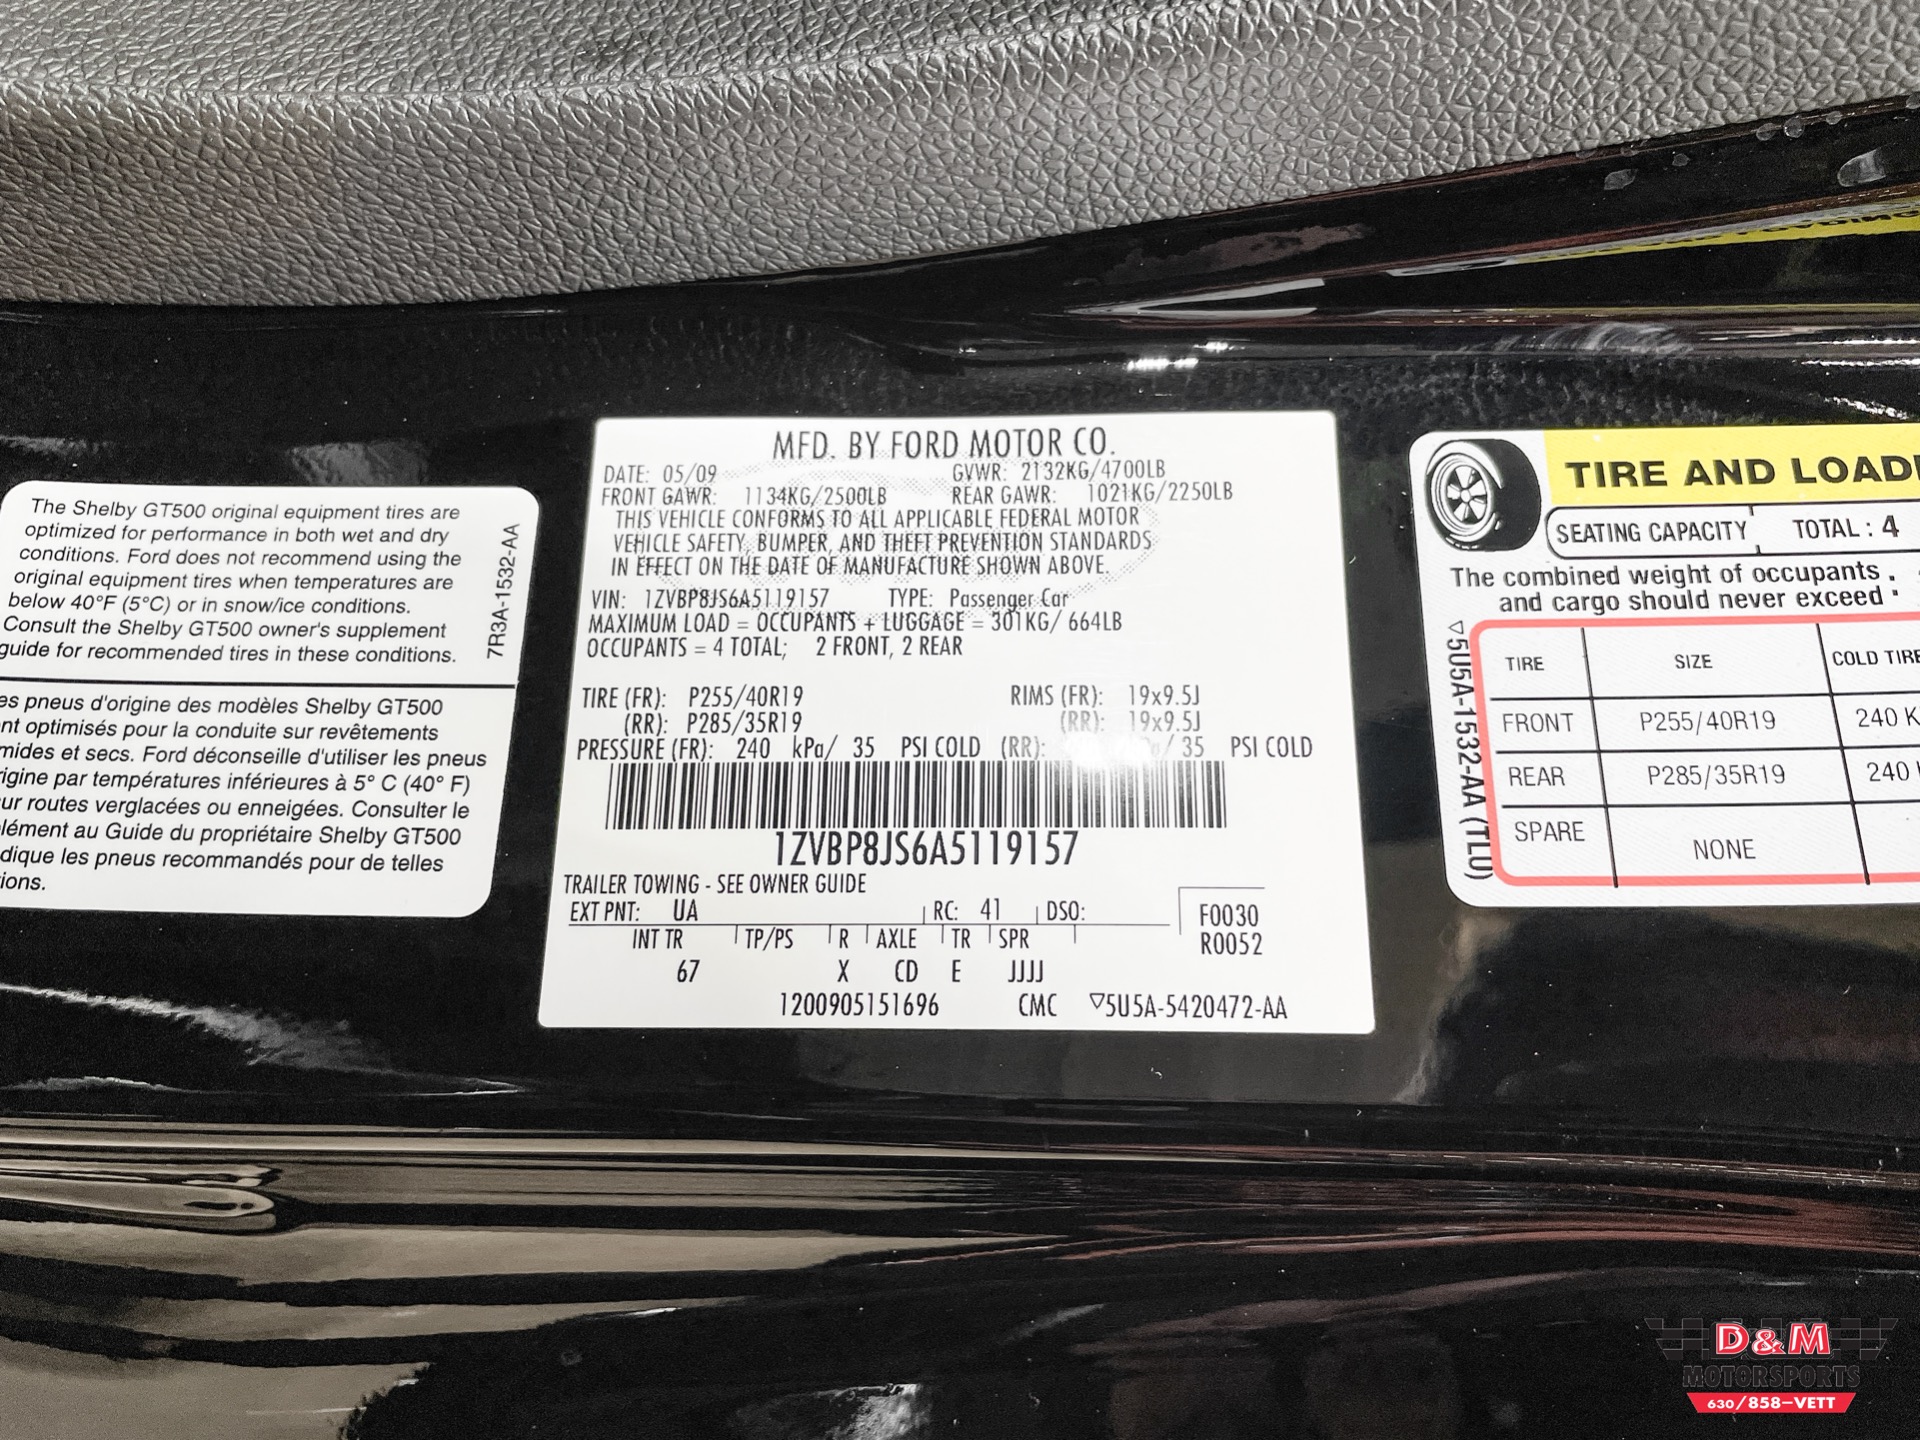 The Shelby GT500 original equipment tires are
optimized for performance in both wet and dry
conditions. Ford does not recommend using the
original equipment tires when temperatures are
below 40°F (5°C) or in snow/ice conditions.
Consult the Shelby GT500 owner's supplement
guide for recommended tires in these conditions.
7R3A-1532-AA
es pneus d'origine des modèles Shelby GT500
nt optimisés pour la conduite sur revêtements
mides et secs. Ford déconseille d'utiliser les pneus
rigine par températures inférieures à 5° C (40° F)
ur routes verglacées ou enneigées. Consulter le
lément au Guide du propriétaire Shelby GT500
dique les pneus recommandés pour de telles
ions.
MFD. BY FORD MOTOR CO.
DATE: 05/09 GVWR: 2132KG/4700LB
FRONT GAWR: 1134KG/2500LB REAR GAWR: 1021KG/2250LB
THIS VEHICLE CONFORMS TO ALL APPLICABLE FEDERAL MOTOR
VEHICLE SAFETY, BUMPER, AND THEFT PREVENTION STANDARDS
IN EFFECT ON THE DATE OF MANUFACTURE SHOWN ABOVE.
VIN: 1ZVBP8JS6A5119157 TYPE: Passenger Car
MAXIMUM LOAD = OCCUPANTS + LUGGAGE = 301KG/ 664LB
OCCUPANTS = 4 TOTAL; 2 FRONT, 2 REAR
TIRE (FR): P255/40R19 RIMS (FR): 19x9.5J
(RR): P285/35R19 (RR): 19x9.5J
PRESSURE (FR): 240 kPa/ 35 PSI COLD (RR): / 35 PSI COLD
1ZVBP8JS6A5119157
TRAILER TOWING - SEE OWNER GUIDE
EXT PNT: UA RC: 41 DSO:
INT TR TP/PS R AXLE TR SPR
67 X CD E JJJJ
F0030
R0052
1200905151696 CMC ▽5U5A-5420472-AA
TIRE AND LOADI
SEATING CAPACITY TOTAL : 4
The combined weight of occupants
and cargo should never exceed
▽5U5A-1532-AA (TLU)
TIRE SIZE COLD TIRE
FRONT P255/40R19 240 K
REAR P285/35R19 240
SPARE NONE
D&M
MOTORSPORTS
630/858-VETT